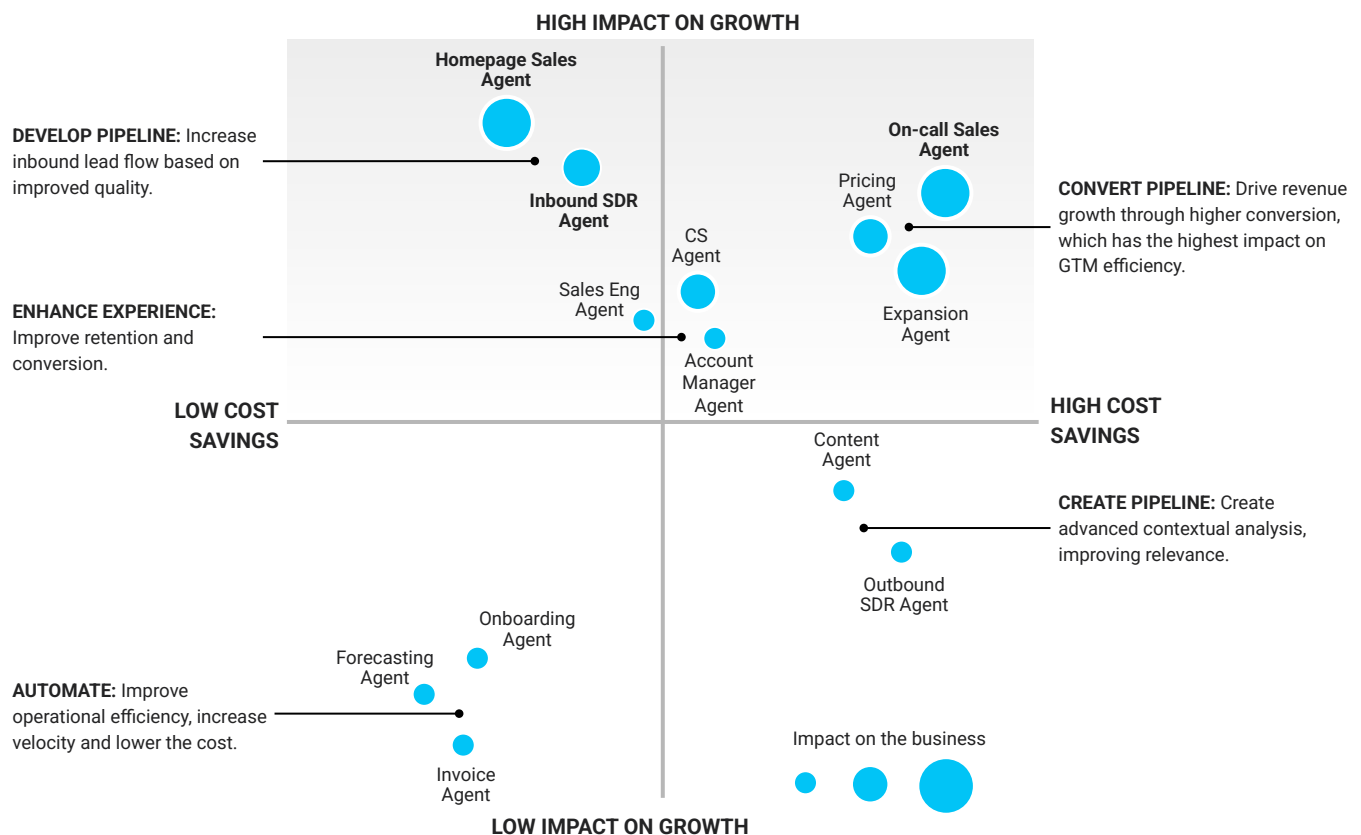 HIGH IMPACT ON GROWTH
Homepage Sales
Agent
DEVELOP PIPELINE: Increase
inbound lead flow based on
improved quality.
Inbound SDR
Agent
On-call Sales
Agent
Pricing
Agent
CONVERT PIPELINE: Drive revenue
growth through higher conversion,
which has the highest impact on
GTM efficiency.
CS
Agent
Sales Eng
Agent
Expansion
Agent
ENHANCE EXPERIENCE:
Improve retention and
conversion.
Account
Manager
Agent
LOW COST
SAVINGS
HIGH COST
SAVINGS
Content
Agent
CREATE PIPELINE: Create
advanced contextual analysis,
improving relevance.
Outbound
SDR Agent
Onboarding
Agent
Forecasting
Agent
AUTOMATE: Improve
operational efficiency, increase
velocity and lower the cost.
Invoice
Agent
Impact on the business
LOW IMPACT ON GROWTH